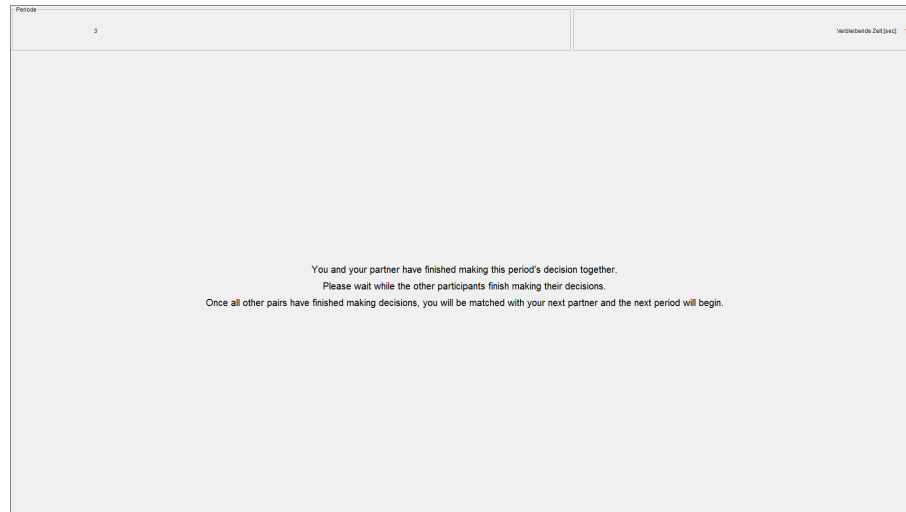 Periode
3
Verbleibende Zeit [sec]:
You and your partner have finished making this period's decision together.
Please wait while the other participants finish making their decisions.
Once all other pairs have finished making decisions, you will be matched with your next partner and the next period will begin.